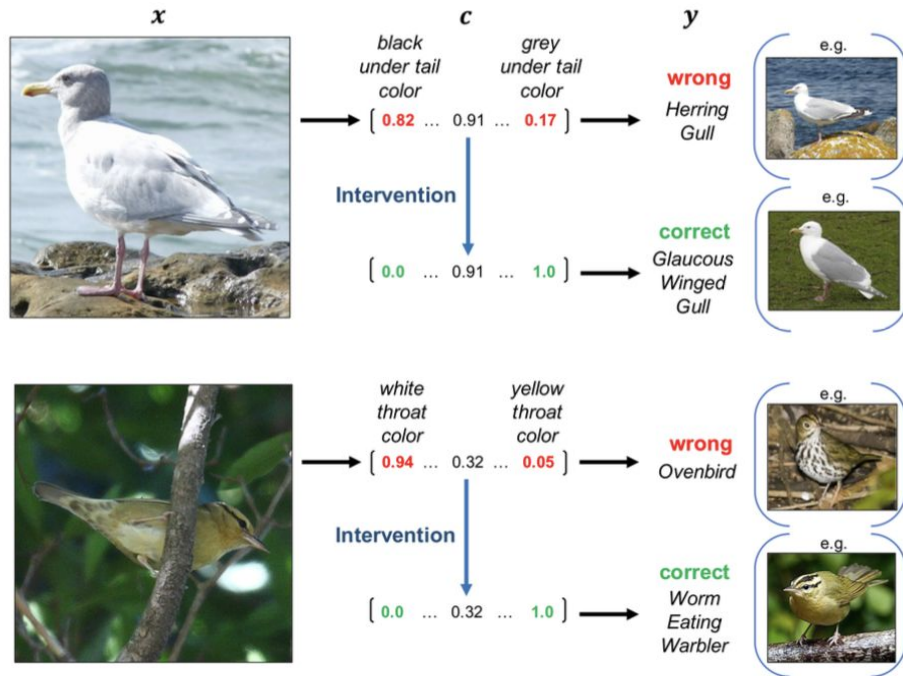 x c y
black under tail color
grey under tail color
[ 0.82 ... 0.91 ... 0.17 ]
wrong
Herring Gull
e.g.
Intervention
[ 0.0 ... 0.91 ... 1.0 ]
correct
Glaucous Winged Gull
e.g.
white throat color
yellow throat color
[ 0.94 ... 0.32 ... 0.05 ]
wrong
Ovenbird
e.g.
Intervention
[ 0.0 ... 0.32 ... 1.0 ]
correct
Worm Eating Warbler
e.g.